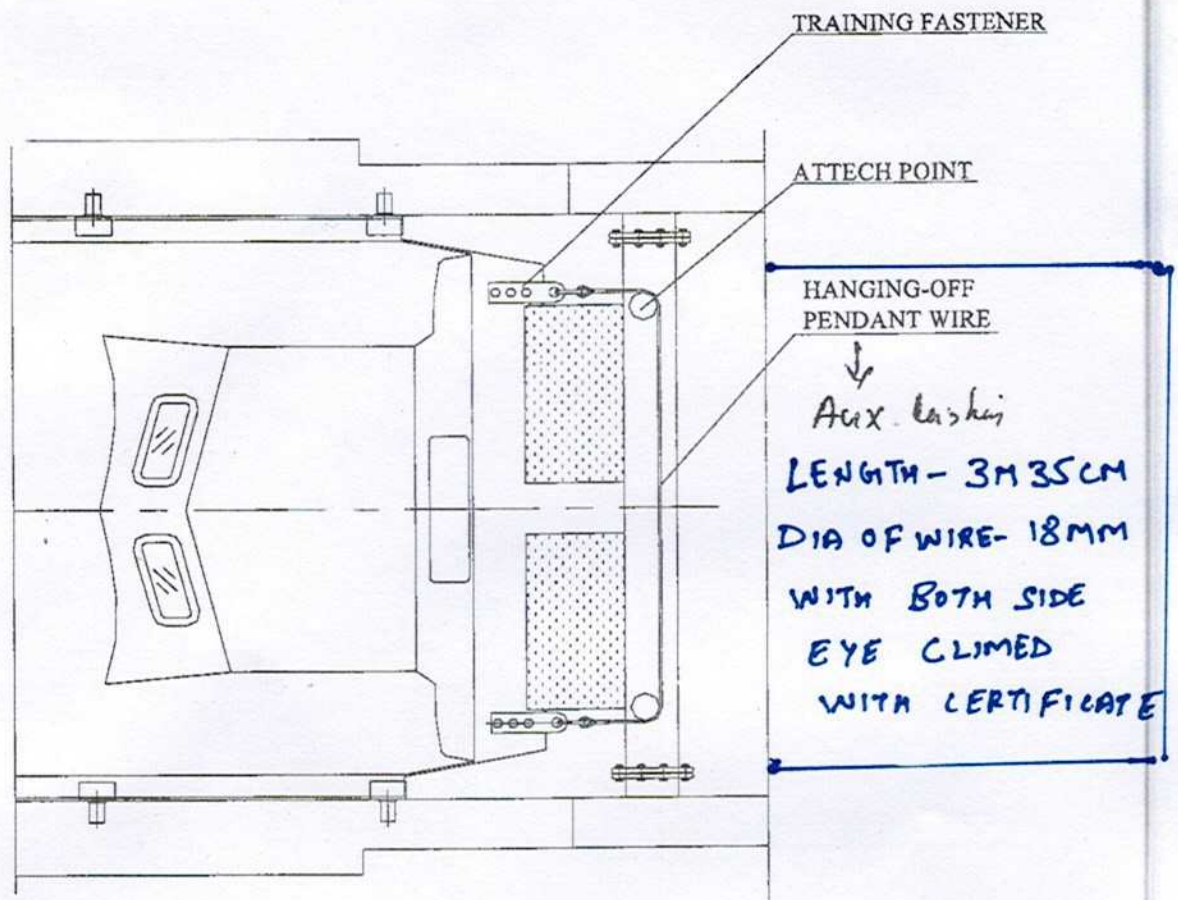 TRAINING FASTENER
ATTECH POINT
HANGING-OFF
PENDANT WIRE
Aux
LENGTH - 3M 35CM
DIA OF WIRE - 18MM
WITH BOTH SIDE
EYE CLIMED
WITH CERTIFICATE